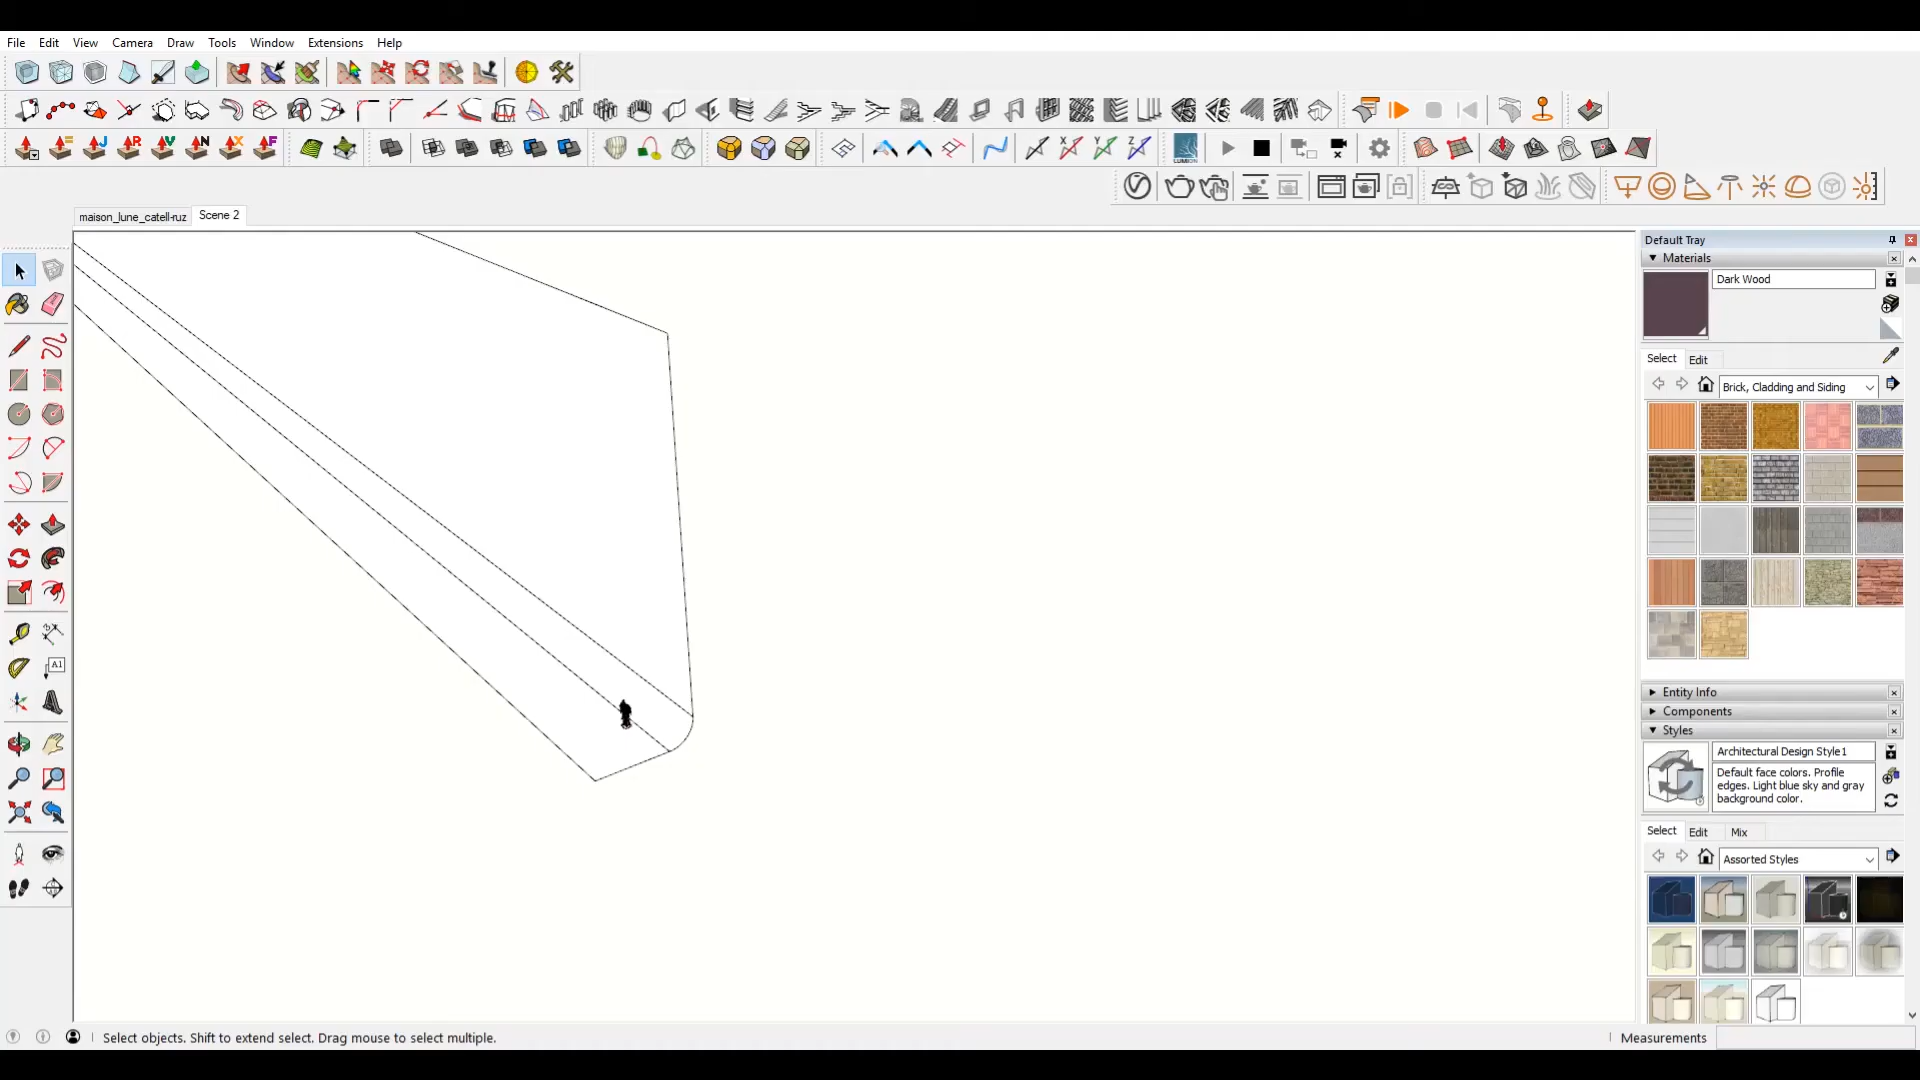 File Edit View Camera Draw Tools Window Extensions Help
= J R V N X F
X Y Z
LUMION
maison_lune_catell-ruz Scene 2
Default Tray
Materials
Dark Wood
Select Edit
Brick, Cladding and Siding
A1
Entity Info
Components
Styles
Architectural Design Style1
Default face colors. Profile
edges. Light blue sky and gray
background color.
Select Edit Mix
Assorted Styles
Select objects. Shift to extend select. Drag mouse to select multiple.
Measurements